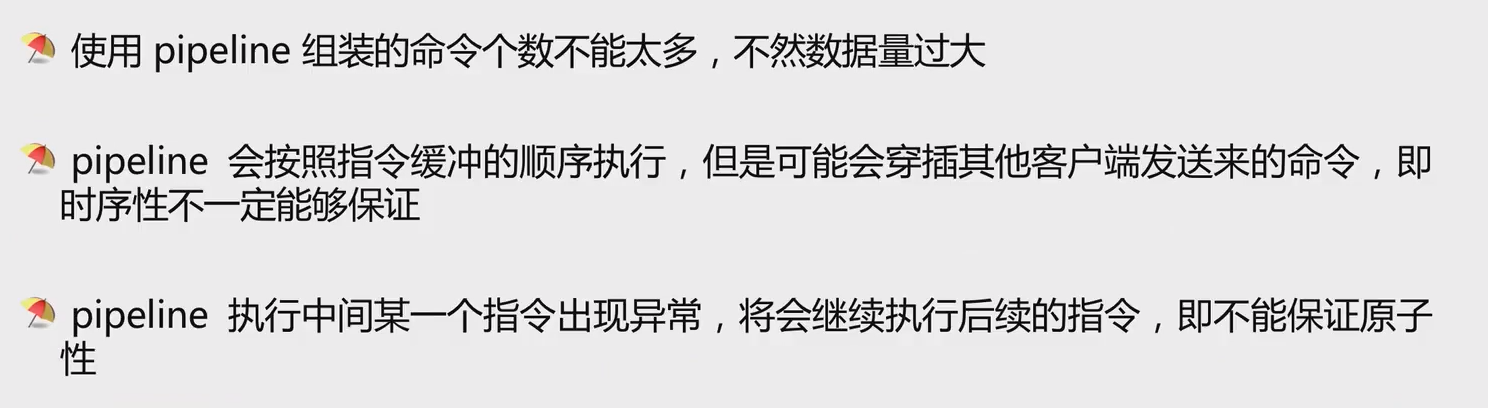 使用 pipeline 组装的命令个数不能太多，不然数据量过大
pipeline 会按照指令缓冲的顺序执行，但是可能会穿插其他客户端发送来的命令，即
时序性不一定能够保证
pipeline 执行中间某一个指令出现异常，将会继续执行后续的指令，即不能保证原子
性